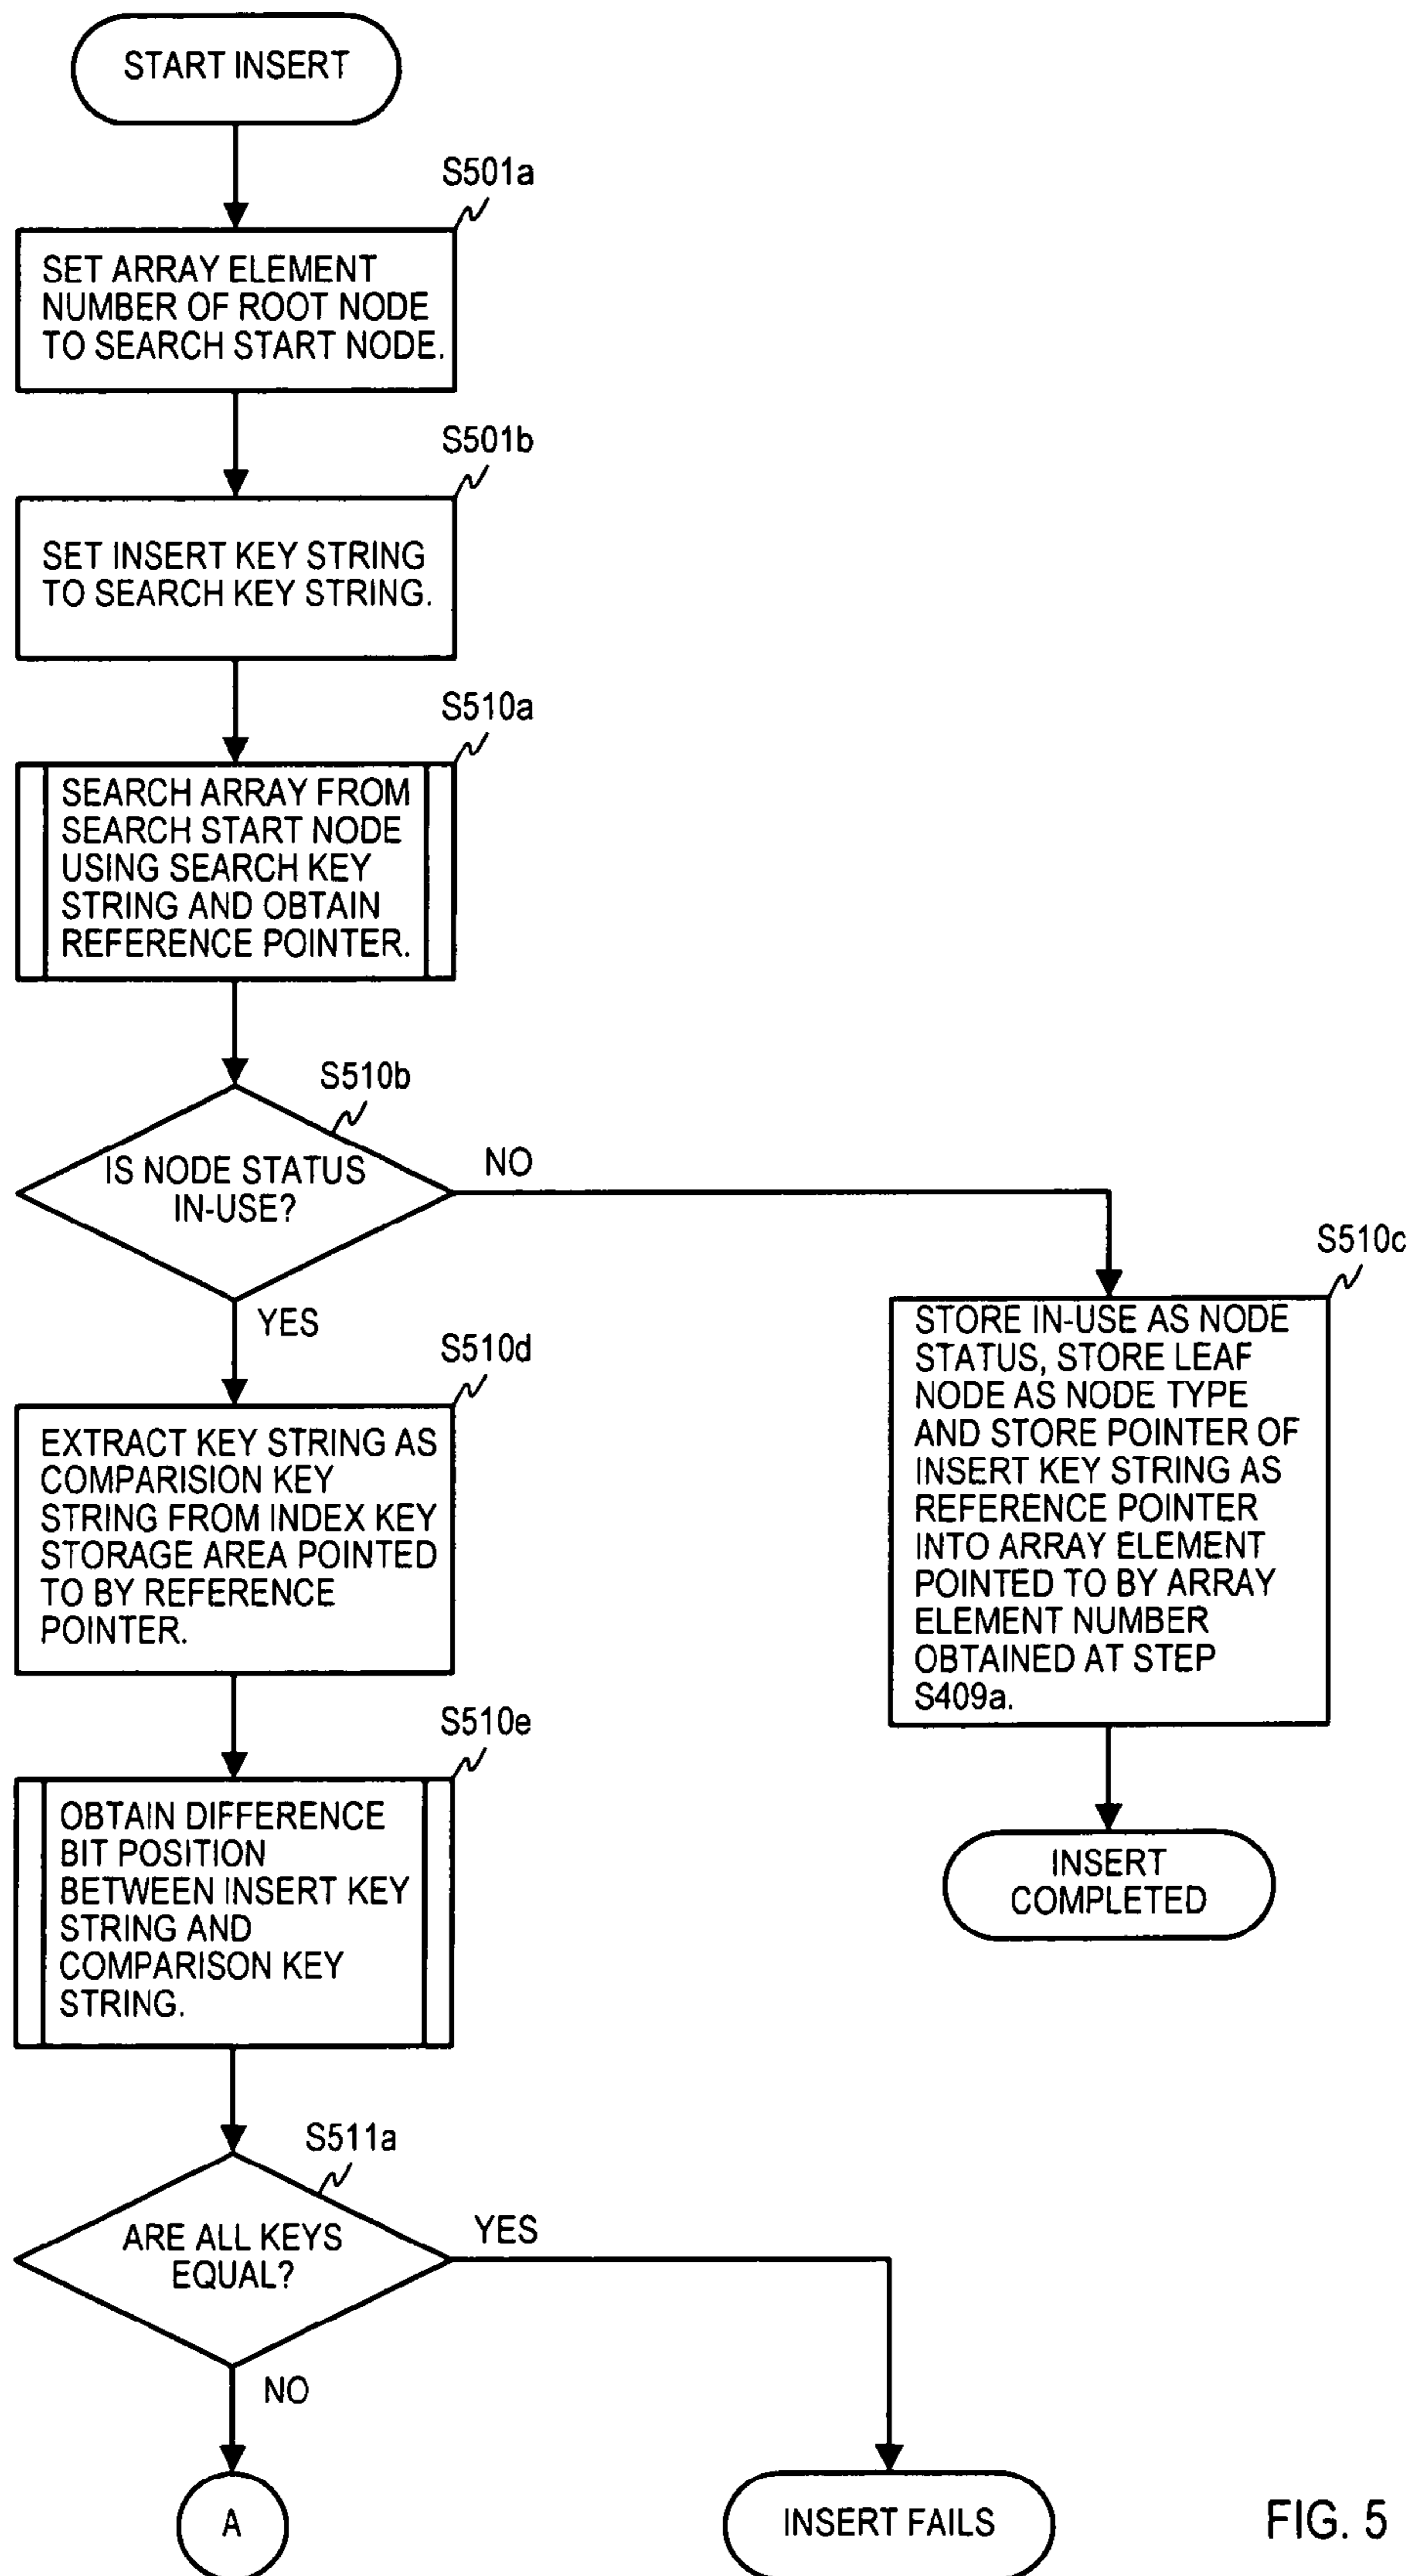 START INSERT
S501a
SET ARRAY ELEMENT
NUMBER OF ROOT NODE
TO SEARCH START NODE.
S501b
SET INSERT KEY STRING
TO SEARCH KEY STRING.
S510a
SEARCH ARRAY FROM
SEARCH START NODE
USING SEARCH KEY
STRING AND OBTAIN
REFERENCE POINTER.
S510b
IS NODE STATUS
IN-USE?
NO
YES
S510c
STORE IN-USE AS NODE
STATUS, STORE LEAF
NODE AS NODE TYPE
AND STORE POINTER OF
INSERT KEY STRING AS
REFERENCE POINTER
INTO ARRAY ELEMENT
POINTED TO BY ARRAY
ELEMENT NUMBER
OBTAINED AT STEP
S409a.
INSERT
COMPLETED
S510d
EXTRACT KEY STRING AS
COMPARISION KEY
STRING FROM INDEX KEY
STORAGE AREA POINTED
TO BY REFERENCE
POINTER.
S510e
OBTAIN DIFFERENCE
BIT POSITION
BETWEEN INSERT KEY
STRING AND
COMPARISON KEY
STRING.
S511a
ARE ALL KEYS
EQUAL?
YES
NO
A
INSERT FAILS
FIG. 5